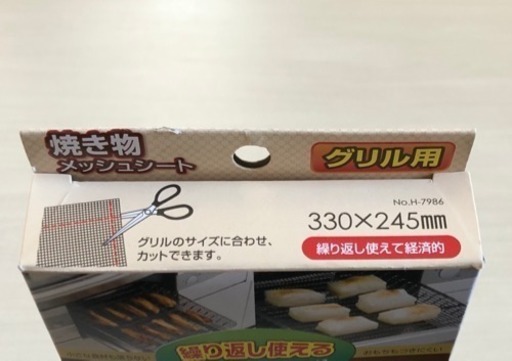 焼き物
メッシュシート
グリル用
No.H-7986
330×245mm
繰り返し使えて経済的
グリルのサイズに合わせ、
カットできます。
繰り返し使える